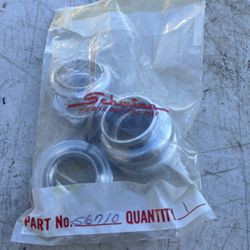 Schwinn
PART No. 56710 QUANTITY 1